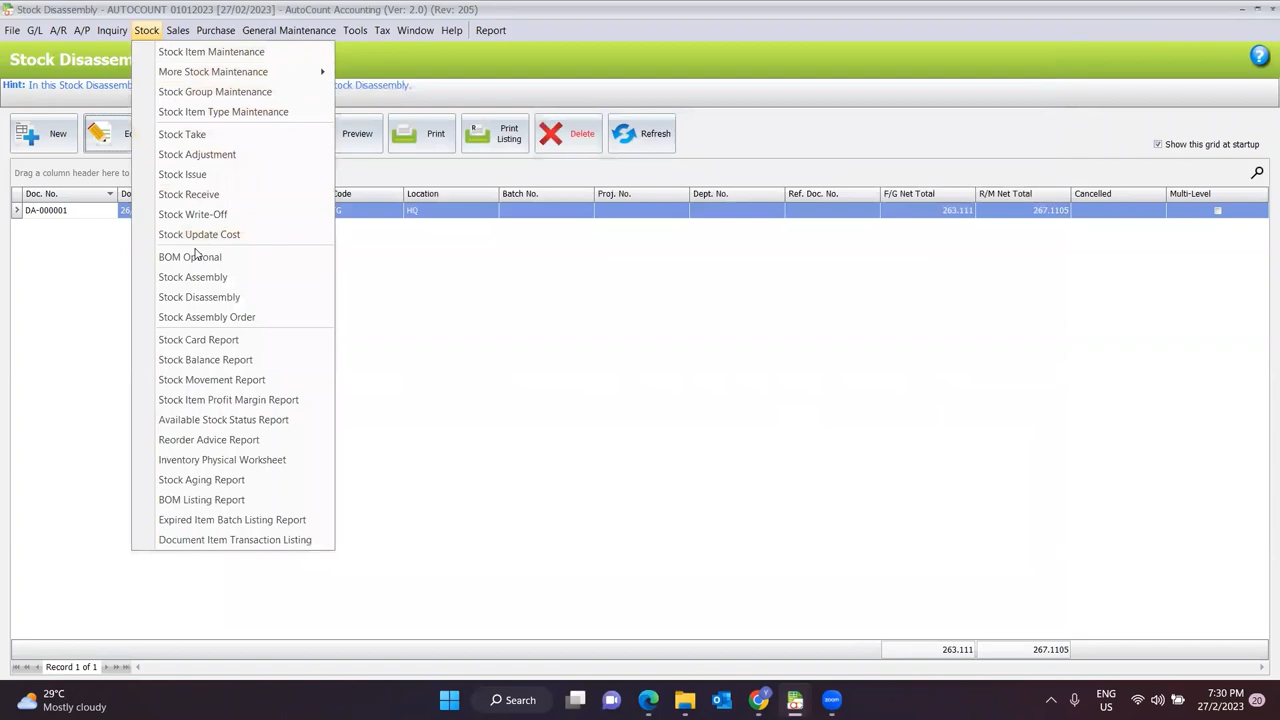 Stock Disassembly - AUTOCOUNT 01012023 [27/02/2023] - AutoCount Accounting (Ver: 2.0) (Rev: 205)
File G/L A/R A/P Inquiry Stock Sales Purchase General Maintenance Tools Tax Window Help Report
Stock Disassem
Hint: In this Stock Disassemb
tock Disassembly.
New
Ed
Preview
Print
Print Listing
Delete
Refresh
Show this grid at startup
Drag a column header here to
Doc. No. Do Code Location Batch No. Proj. No. Dept. No. Ref. Doc. No. F/G Net Total R/M Net Total Cancelled Multi-Level
DA-000001 26, G HQ 263.111 267.1105
Stock Item Maintenance
More Stock Maintenance
Stock Group Maintenance
Stock Item Type Maintenance
Stock Take
Stock Adjustment
Stock Issue
Stock Receive
Stock Write-Off
Stock Update Cost
BOM Optional
Stock Assembly
Stock Disassembly
Stock Assembly Order
Stock Card Report
Stock Balance Report
Stock Movement Report
Stock Item Profit Margin Report
Available Stock Status Report
Reorder Advice Report
Inventory Physical Worksheet
Stock Aging Report
BOM Listing Report
Expired Item Batch Listing Report
Document Item Transaction Listing
263.111 267.1105
Record 1 of 1
29°C
Mostly cloudy
Search
ENG
US
7:30 PM
27/2/2023
20